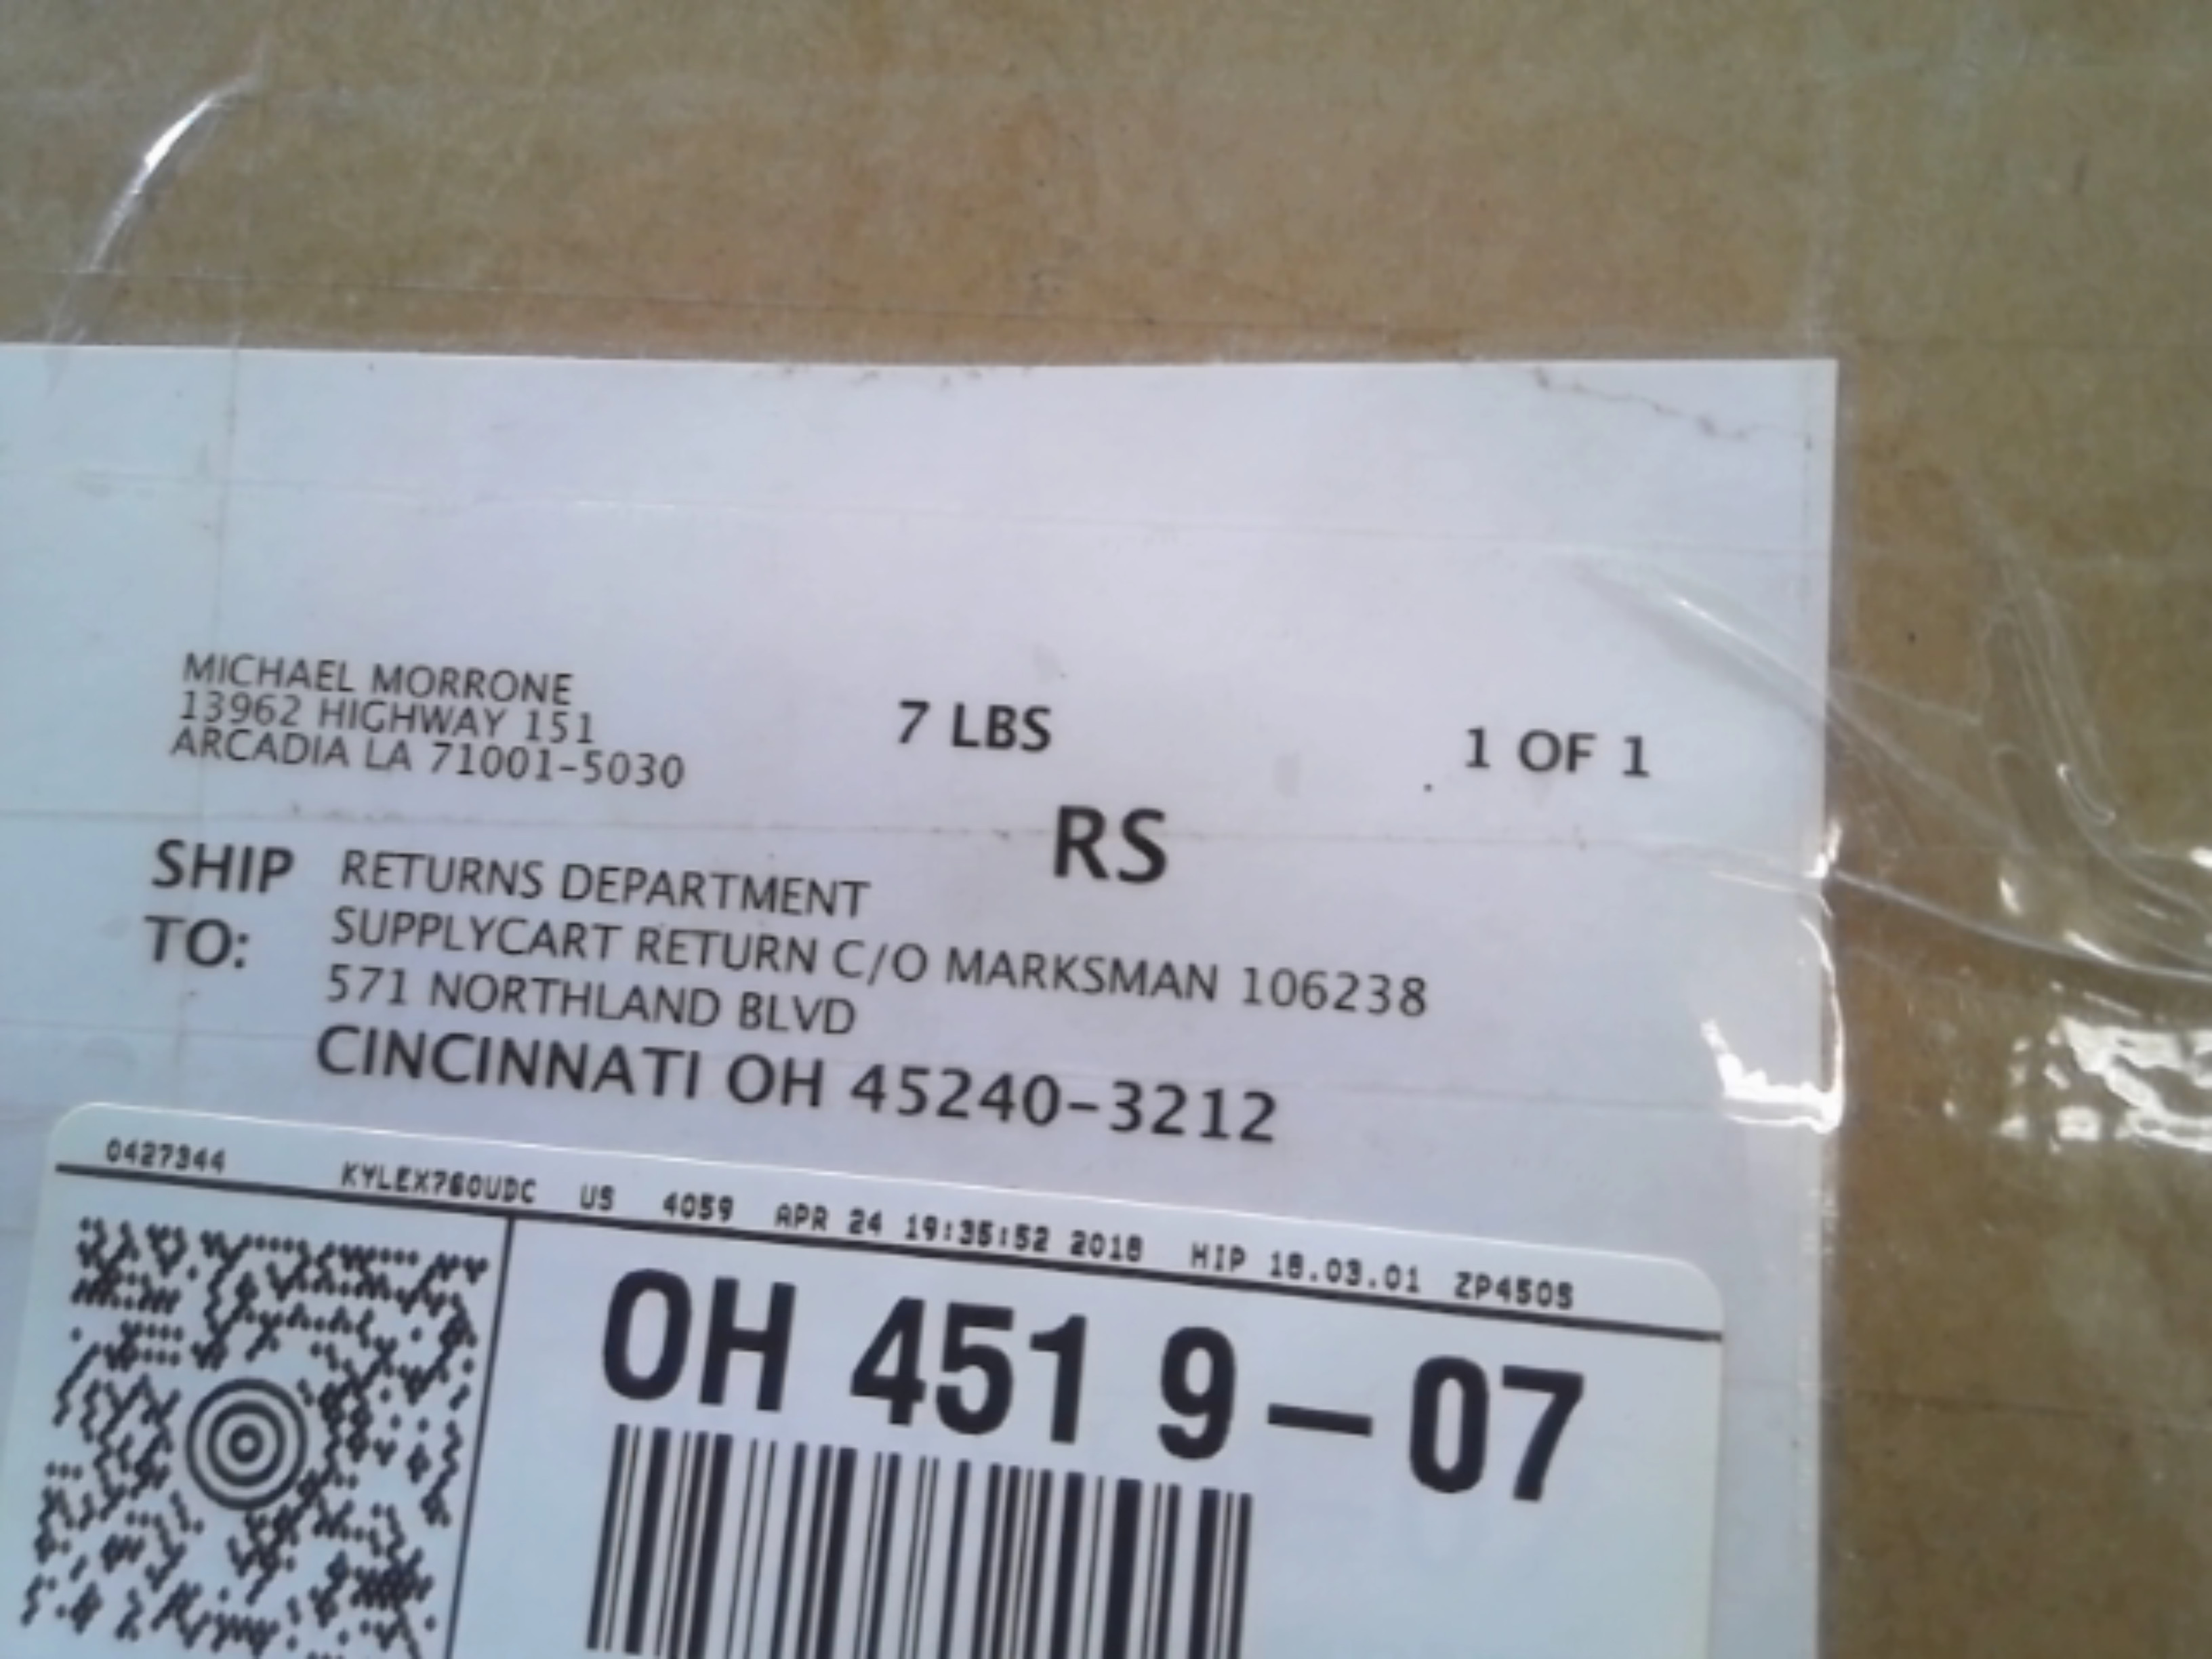 MICHAEL MORRONE
13962 HIGHWAY 151
ARCADIA LA 71001-5030
7 LBS
1 OF 1
RS
SHIP TO:
RETURNS DEPARTMENT
SUPPLYCART RETURN C/O MARKSMAN 106238
571 NORTHLAND BLVD
CINCINNATI OH 45240-3212
0427344 KYLEX760UDC US 4059 APR 24 19:35:52 2018 HIP 18.03.01 ZP450S
OH 451 9-07